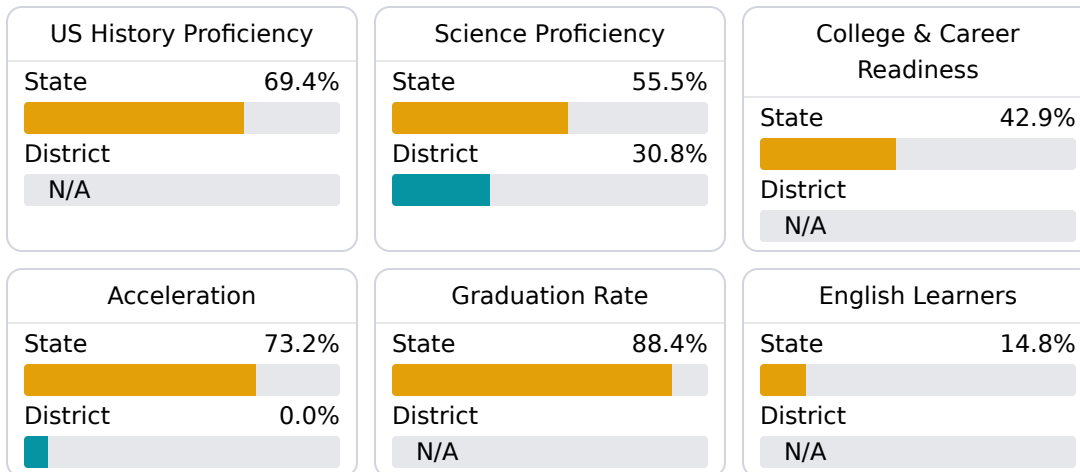 US History Proficiency
State 69.4%
District
N/A
Science Proficiency
State 55.5%
District 30.8%
College & Career
Readiness
State 42.9%
District
N/A
Acceleration
State 73.2%
District 0.0%
Graduation Rate
State 88.4%
District
N/A
English Learners
State 14.8%
District
N/A